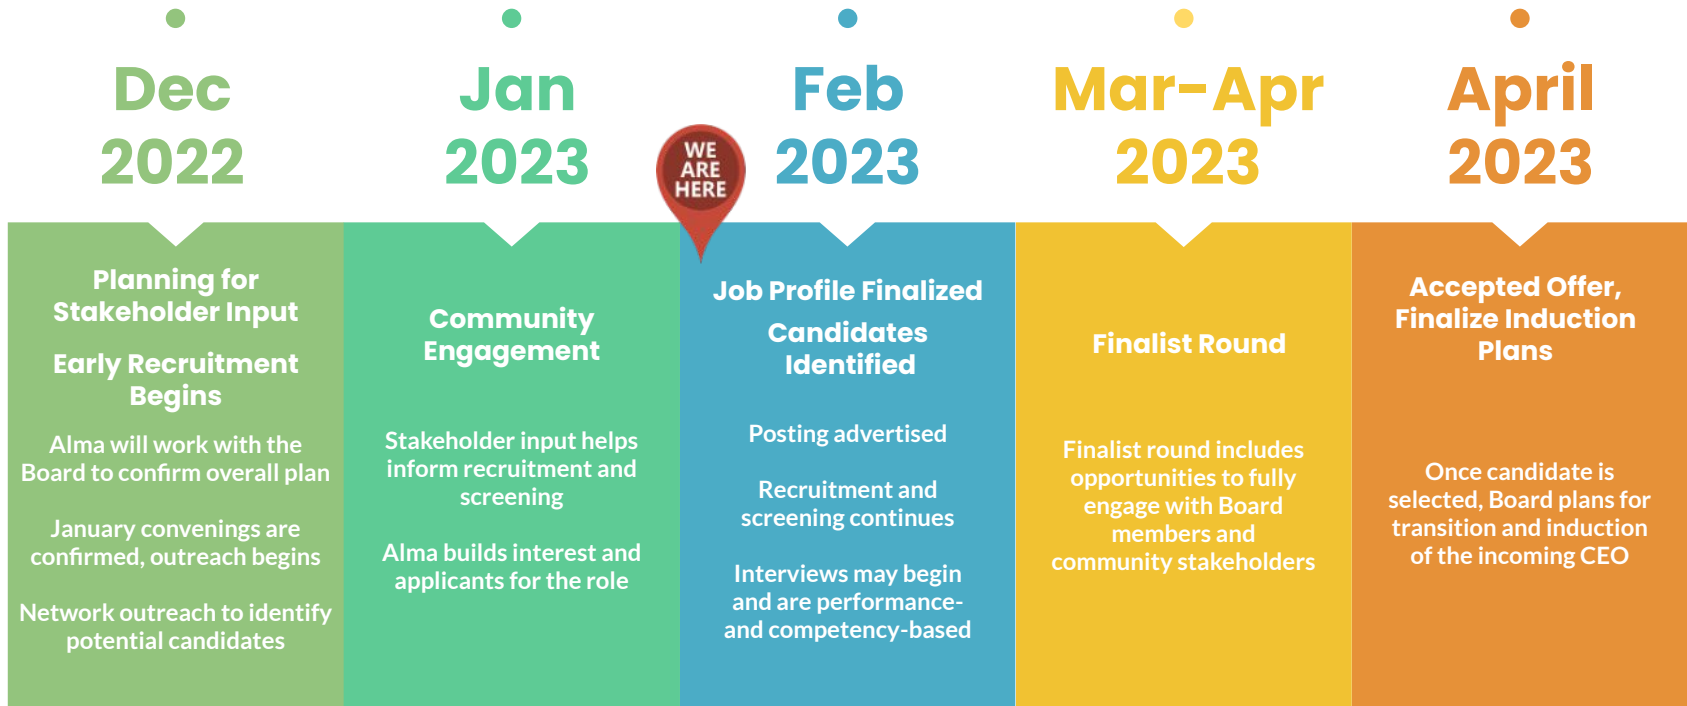 Dec
2022
Planning for
Stakeholder Input
Early Recruitment
Begins
Alma will work with the
Board to confirm overall plan
January convenings are
confirmed, outreach begins
Network outreach to identify
potential candidates
Jan
2023
Community
Engagement
Stakeholder input helps
inform recruitment and
screening
Alma builds interest and
applicants for the role
WE
ARE
HERE
Feb
2023
Job Profile Finalized
Candidates
Identified
Posting advertised
Recruitment and
screening continues
Interviews may begin
and are performance-
and competency-based
Mar-Apr
2023
Finalist Round
Finalist round includes
opportunities to fully
engage with Board
members and
community stakeholders
April
2023
Accepted Offer,
Finalize Induction
Plans
Once candidate is
selected, Board plans for
transition and induction
of the incoming CEO